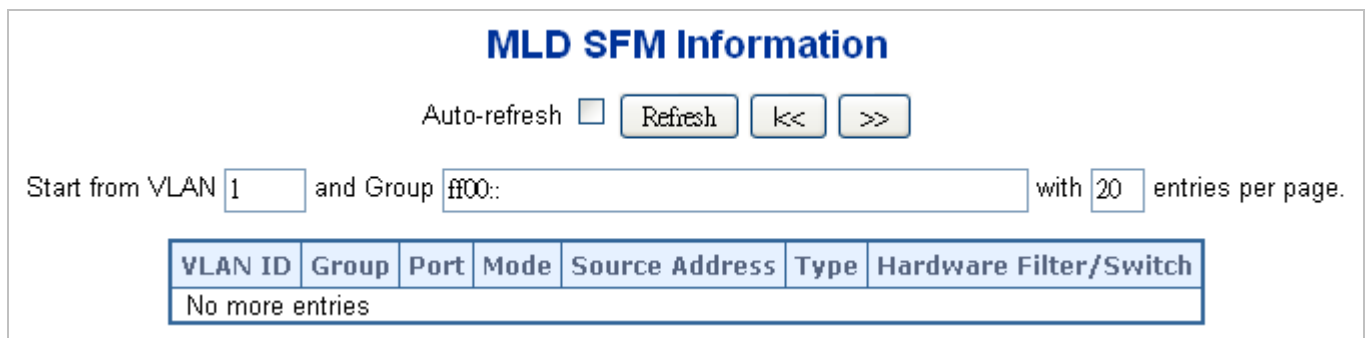 MLD SFM Information
Auto-refresh Refresh |<< >>
Start from VLAN 1 and Group ff00:: with 20 entries per page.
VLAN ID Group Port Mode Source Address Type Hardware Filter/Switch
No more entries